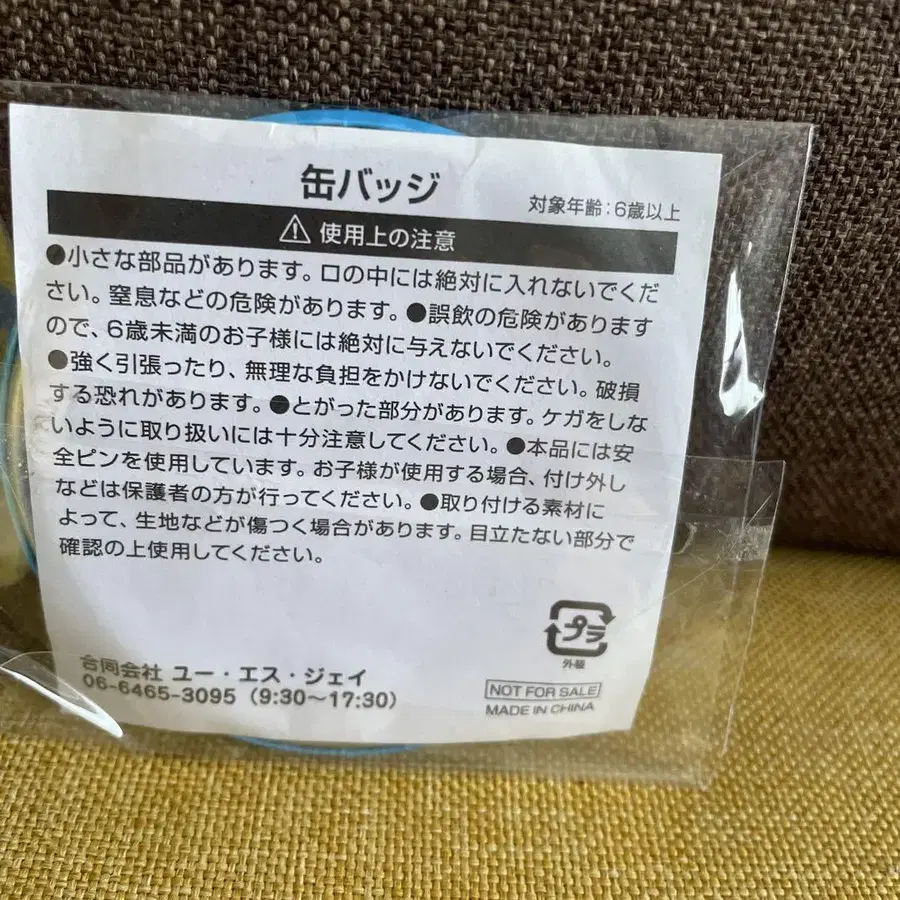 缶バッジ
対象年齢:6歳以上
使用上の注意
●小さな部品があります。口の中には絶対に入れないでくだ
さい。窒息などの危険があります。●誤飲の危険があります
ので、6歳未満のお子様には絶対に与えないでください。
●強く引張ったり、無理な負担をかけないでください。破損
する恐れがあります。●とがった部分があります。ケガをしな
いように取り扱いには十分注意してください。●本品には安
全ピンを使用しています。お子様が使用する場合、付け外し
などは保護者の方が行ってください。●取り付ける素材に
よって、生地などが傷つく場合があります。目立たない部分で
確認の上使用してください。
プラ
外装
合同会社 ユー・エス・ジェイ
06-6465-3095(9:30〜17:30)
NOT FOR SALE
MADE IN CHINA